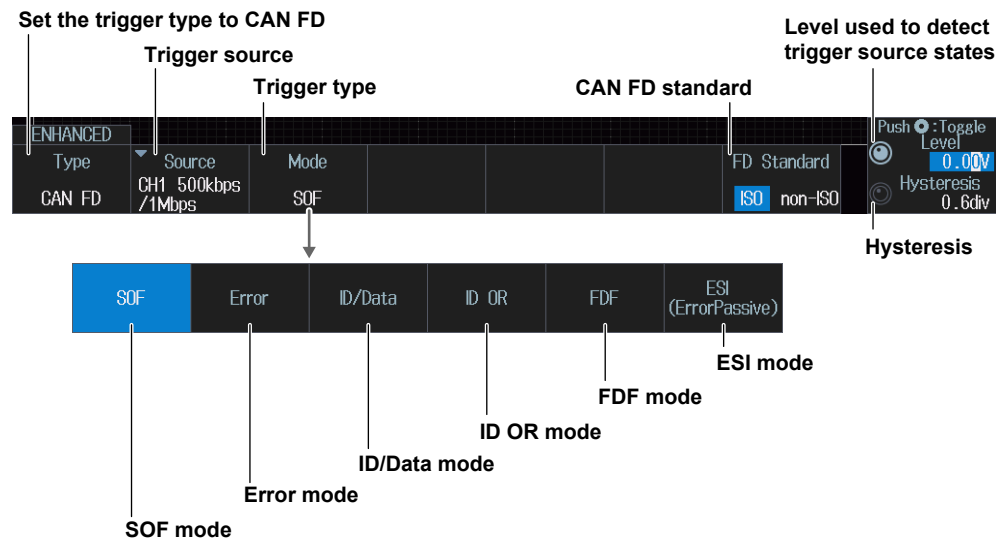 Set the trigger type to CAN FD
Trigger source
Trigger type
CAN FD standard
Level used to detect
trigger source states
ENHANCED
Type
CAN FD
Source
CH1 500kbps
/1Mbps
Mode
SOF
FD Standard
ISO non-ISO
Push :Toggle
Level
0.00V
Hysteresis
0.6div
Hysteresis
SOF
Error
ID/Data
ID OR
FDF
ESI
(ErrorPassive)
ESI mode
FDF mode
ID OR mode
ID/Data mode
Error mode
SOF mode